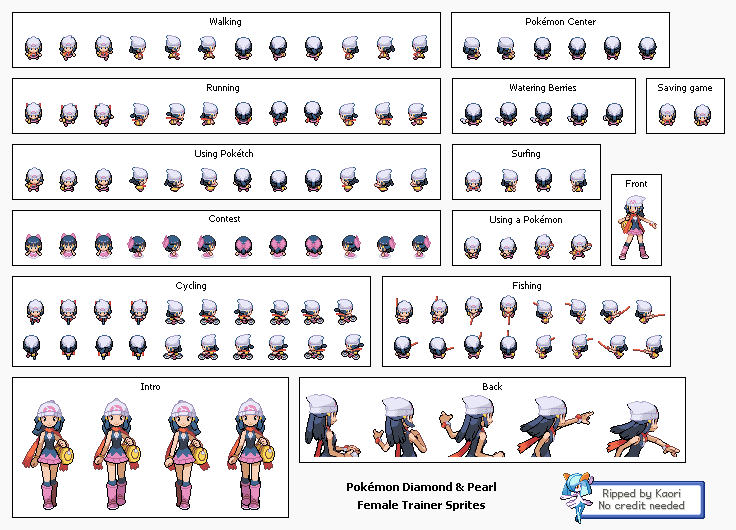 Walking
Pokémon Center
Running
Watering Berries
Saving game
Using Pokétch
Surfing
Front
Contest
Using a Pokémon
Cycling
Fishing
Intro
Back
Pokémon Diamond & Pearl
Female Trainer Sprites
Ripped by Kaori
No credit needed